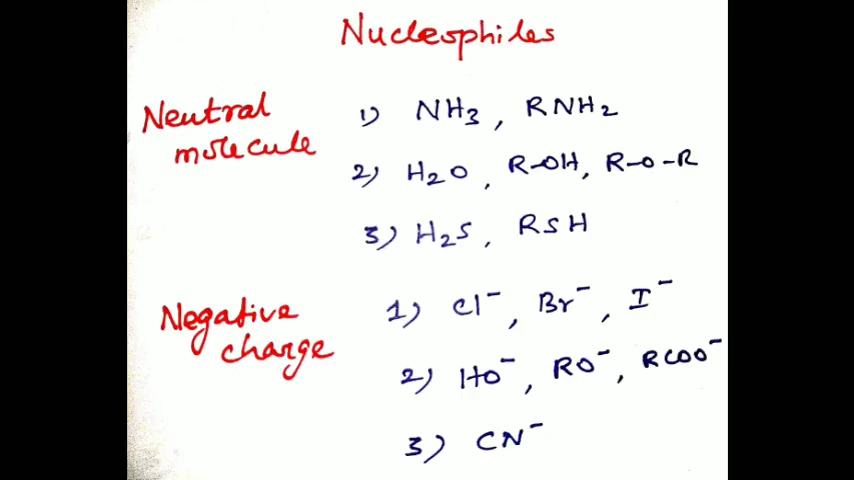 Nucleophiles
Neutral molecule
1) NH3, RNH2
2) H2O, R-OH, R-O-R
3) H2S, RSH
Negative charge
1) Cl⁻, Br⁻, I⁻
2) HO⁻, RO⁻, RCOO⁻
3) CN⁻